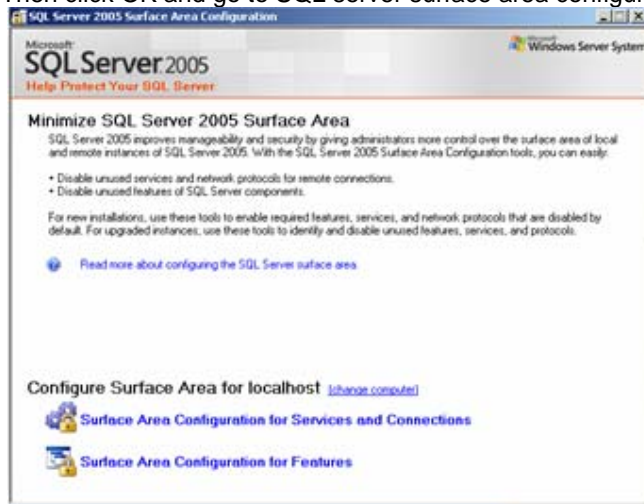 Then click OK and go to SQL server surface area configu
SQL Server 2005 Surface Area Configuration
Microsoft
SQL Server 2005
Windows Server System
Help Protect Your SQL Server
Minimize SQL Server 2005 Surface Area
SQL Server 2005 improves manageability and security by giving administrators more control over the surface area of local
and remote instances of SQL Server 2005. With the SQL Server 2005 Surface Area Configuration tools, you can easily:
• Disable unused services and network protocols for remote connections.
• Disable unused features of SQL Server components.
For new installations, use these tools to enable required features, services, and network protocols that are disabled by
default. For upgraded instances, use these tools to identify and disable unused features, services, and protocols.
Read more about configuring the SQL Server surface area
Configure Surface Area for localhost (change computer)
Surface Area Configuration for Services and Connections
Surface Area Configuration for Features